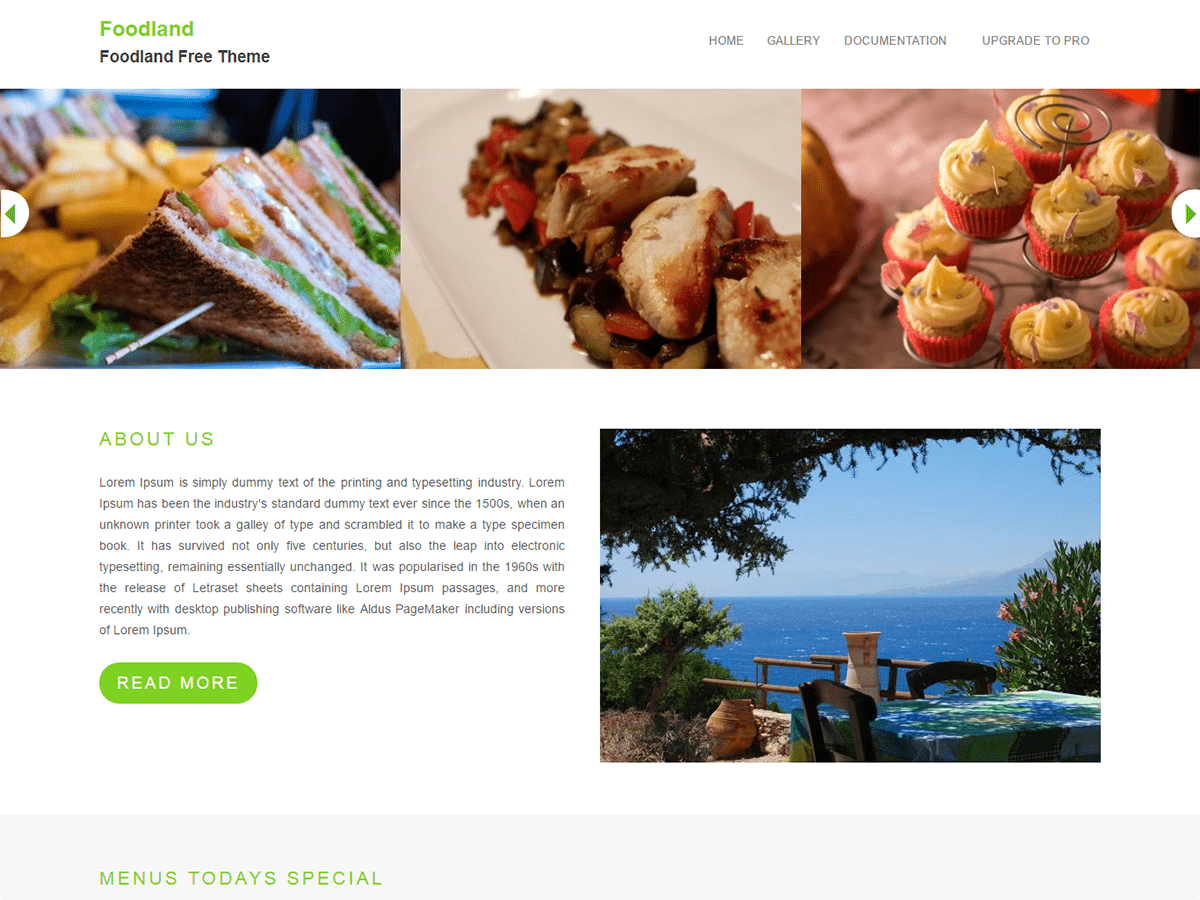 Foodland
Foodland Free Theme
HOME GALLERY DOCUMENTATION UPGRADE TO PRO
ABOUT US
Lorem Ipsum is simply dummy text of the printing and typesetting industry. Lorem
Ipsum has been the industry's standard dummy text ever since the 1500s, when an
unknown printer took a galley of type and scrambled it to make a type specimen
book. It has survived not only five centuries, but also the leap into electronic
typesetting, remaining essentially unchanged. It was popularised in the 1960s with
the release of Letraset sheets containing Lorem Ipsum passages, and more
recently with desktop publishing software like Aldus PageMaker including versions
of Lorem Ipsum.
READ MORE
MENUS TODAYS SPECIAL